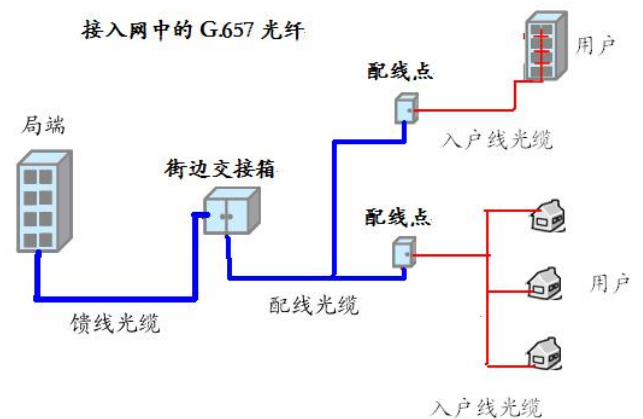 接入网中的 G.657 光纤
用户
配线点
入户线光缆
局端
街边交接箱
配线点
用户
馈线光缆
配线光缆
入户线光缆